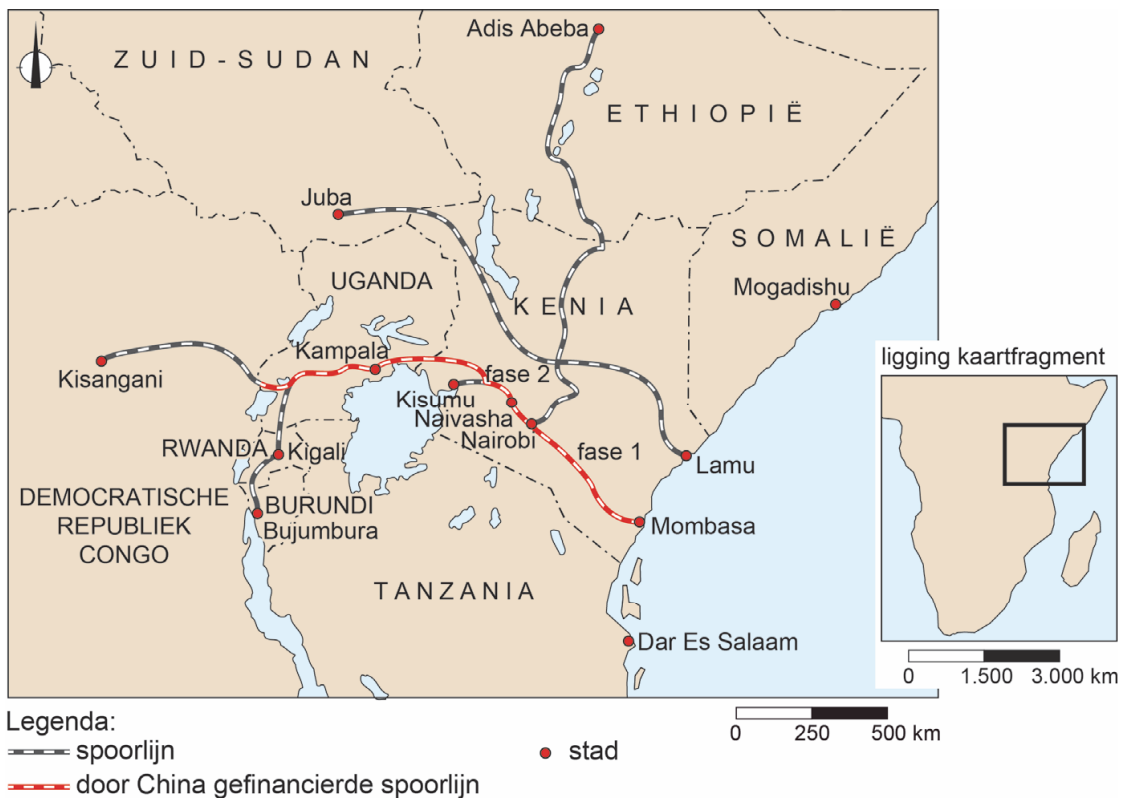 Adis Abeba
ZUID-SUDAN
ETHIOPIË
Juba
SOMALIË
UGANDA
Mogadishu
KENIA
Kampala
ligging kaartfragment
Kisangani
fase 2
Kisumu
Naivasha
Nairobi
RWANDA
Kigali
fase 1
Lamu
DEMOCRATISCHE
REPUBLIEK
CONGO
BURUNDI
Bujumbura
Mombasa
TANZANIA
Dar Es Salaam
0 1.500 3.000 km
Legenda:
0 250 500 km
spoorlijn
stad
door China gefinancierde spoorlijn